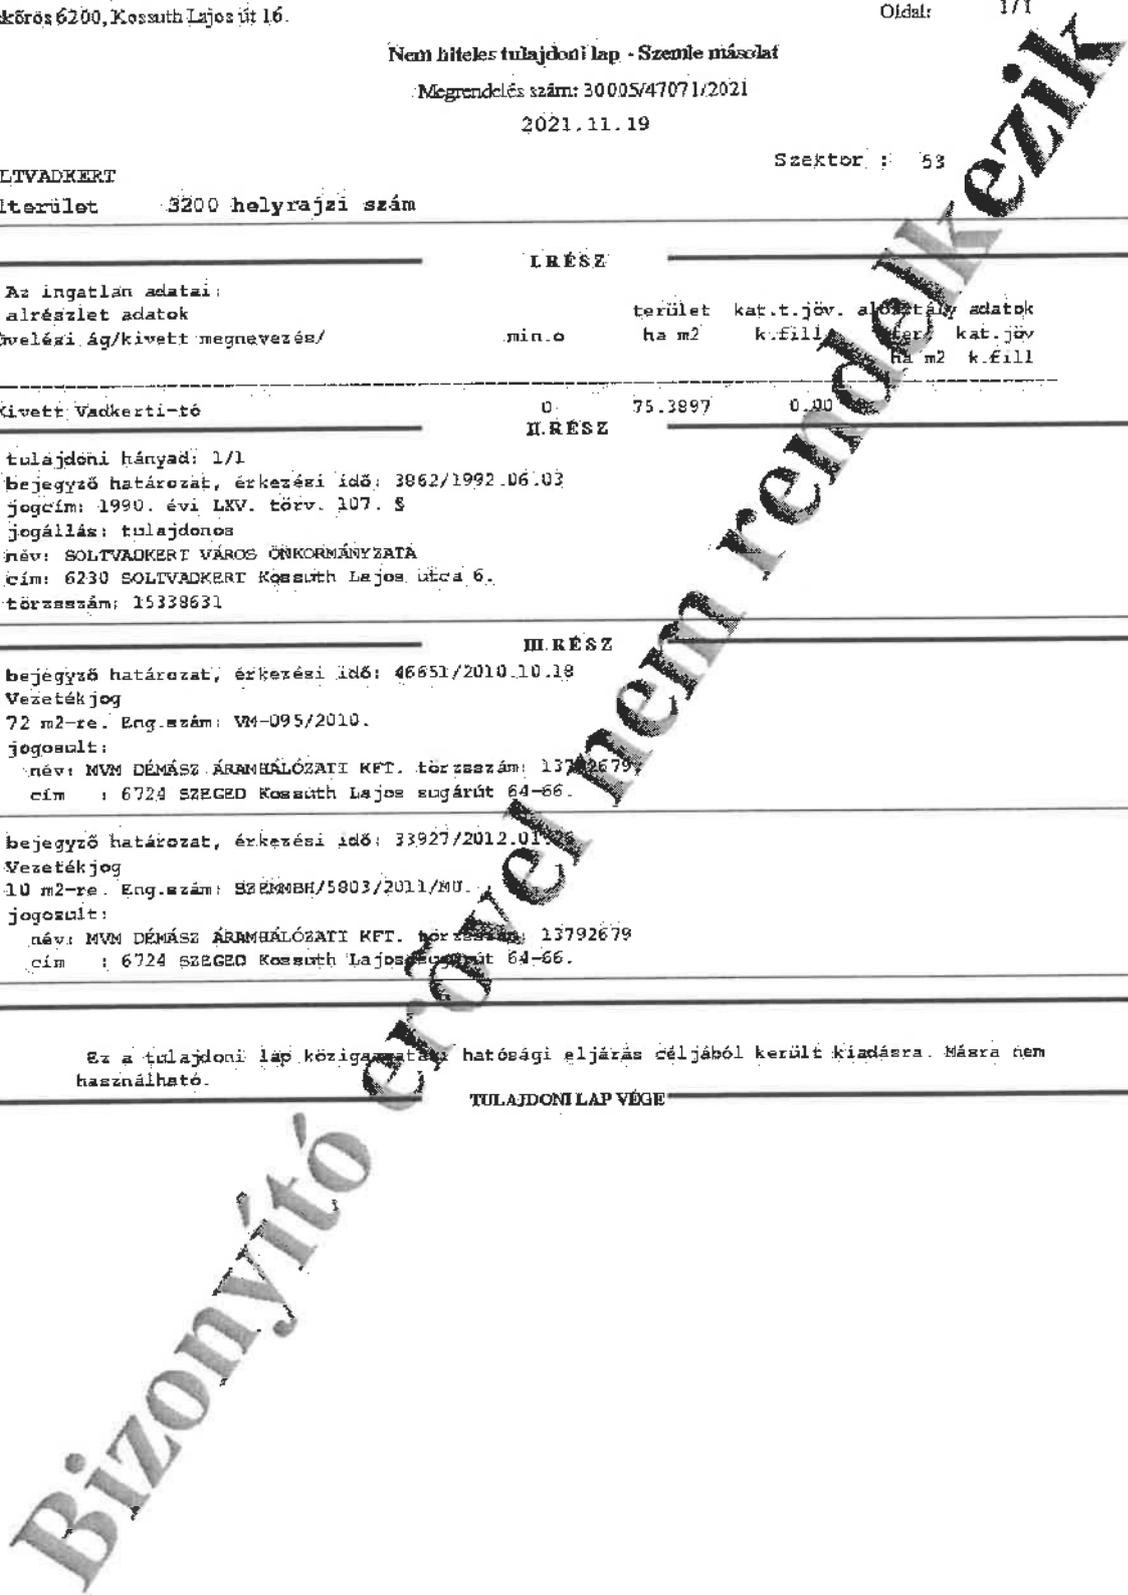 kőrös 6200, Kossuth Lajos út 16.
Oldal: 1/1
Nem hiteles tulajdoni lap - Szemle másolat
Megrendelés szám: 30005/47071/2021
2021.11.19
Szektor : 53
LTVADKERT
lterület 3200 helyrajzi szám
I.RÉSZ
Az ingatlan adatai:
alrészlet adatok terület kat.t.jöv. alosztály adatok
űvelési ág/kivett megnevezés/ min.o ha m2 k.fill ter. kat.jöv
ha m2 k.fill
Kivett Vadkerti-tó 0 75.3897 0.00
II.RÉSZ
tulajdoni hányad: 1/1
bejegyző határozat, érkezési idő: 3862/1992.06.03
jogcím: 1990. évi LXV. törv. 107. §
jogállás: tulajdonos
név: SOLTVADKERT VÁROS ÖNKORMÁNYZATA
cím: 6230 SOLTVADKERT Kossuth Lajos utca 6.
törzsszám: 15338631
III.RÉSZ
bejegyző határozat, érkezési idő: 46651/2010.10.18
Vezetékjog
72 m2-re. Eng.szám: VM-095/2010.
jogosult:
név: MVM DÉMÁSZ ÁRAMHÁLÓZATI KFT. törzsszám: 13792679
cím : 6724 SZEGED Kossuth Lajos sugárút 64-66.
bejegyző határozat, érkezési idő: 33927/2012.01.
Vezetékjog
10 m2-re. Eng.szám: SZEMMBH/5803/2011/MU.
jogosult:
név: MVM DÉMÁSZ ÁRAMHÁLÓZATI KFT. törzsszám: 13792679
cím : 6724 SZEGED Kossuth Lajos sugárút 64-66.
Ez a tulajdoni lap közigazgatási hatósági eljárás céljából került kiadásra. Másra nem
használható.
TULAJDONI LAP VÉGE
Bizonyító erővel nem rendelkezik